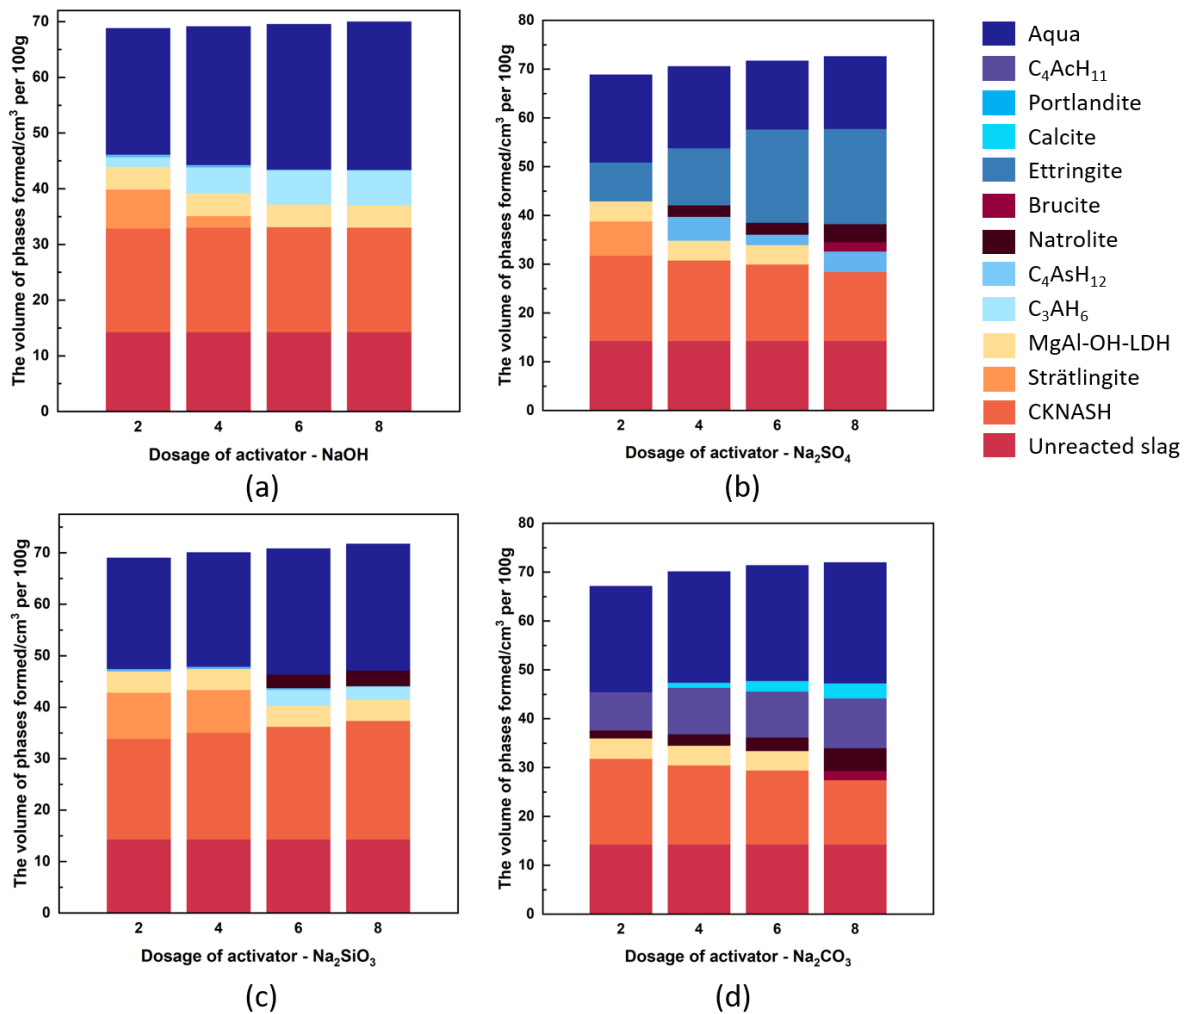 The volume of phases formed/cm³ per 100g
70
60
50
40
30
20
10
0
2 4 6 8
Dosage of activator - NaOH
(a)
The volume of phases formed/cm³ per 100g
80
70
60
50
40
30
20
10
0
2 4 6 8
Dosage of activator - Na₂SO₄
(b)
Aqua
C₄AcH₁₁
Portlandite
Calcite
Ettringite
Brucite
Natrolite
C₄AsH₁₂
C₃AH₆
MgAl-OH-LDH
Strätlingite
CKNASH
Unreacted slag
The volume of phases formed/cm³ per 100g
70
60
50
40
30
20
10
0
2 4 6 8
Dosage of activator - Na₂SiO₃
(c)
The volume of phases formed/cm³ per 100g
80
70
60
50
40
30
20
10
0
2 4 6 8
Dosage of activator - Na₂CO₃
(d)